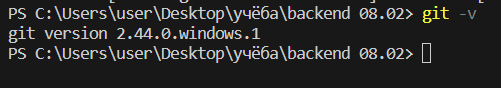 PS C:\Users\user\Desktop\учёба\backend 08.02> git -v
git version 2.44.0.windows.1
PS C:\Users\user\Desktop\учёба\backend 08.02>